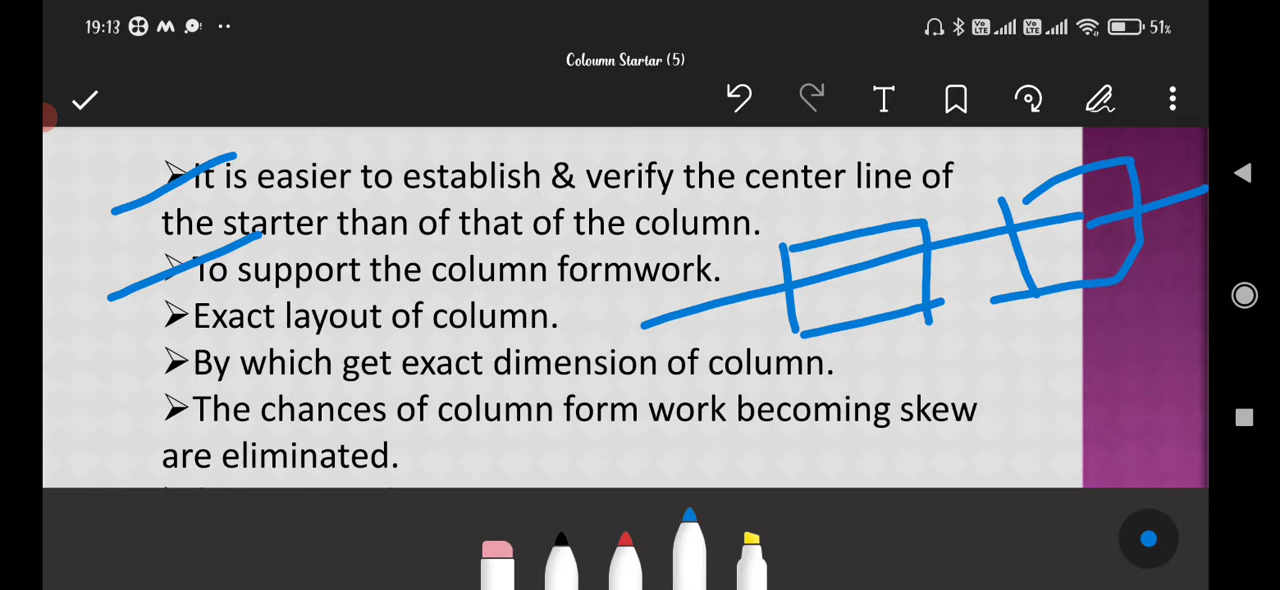 19:13 51%
Coloumn Startar (5)
T
➢It is easier to establish & verify the center line of
the starter than of that of the column.
➢To support the column formwork.
➢Exact layout of column.
➢By which get exact dimension of column.
➢The chances of column form work becoming skew
are eliminated.